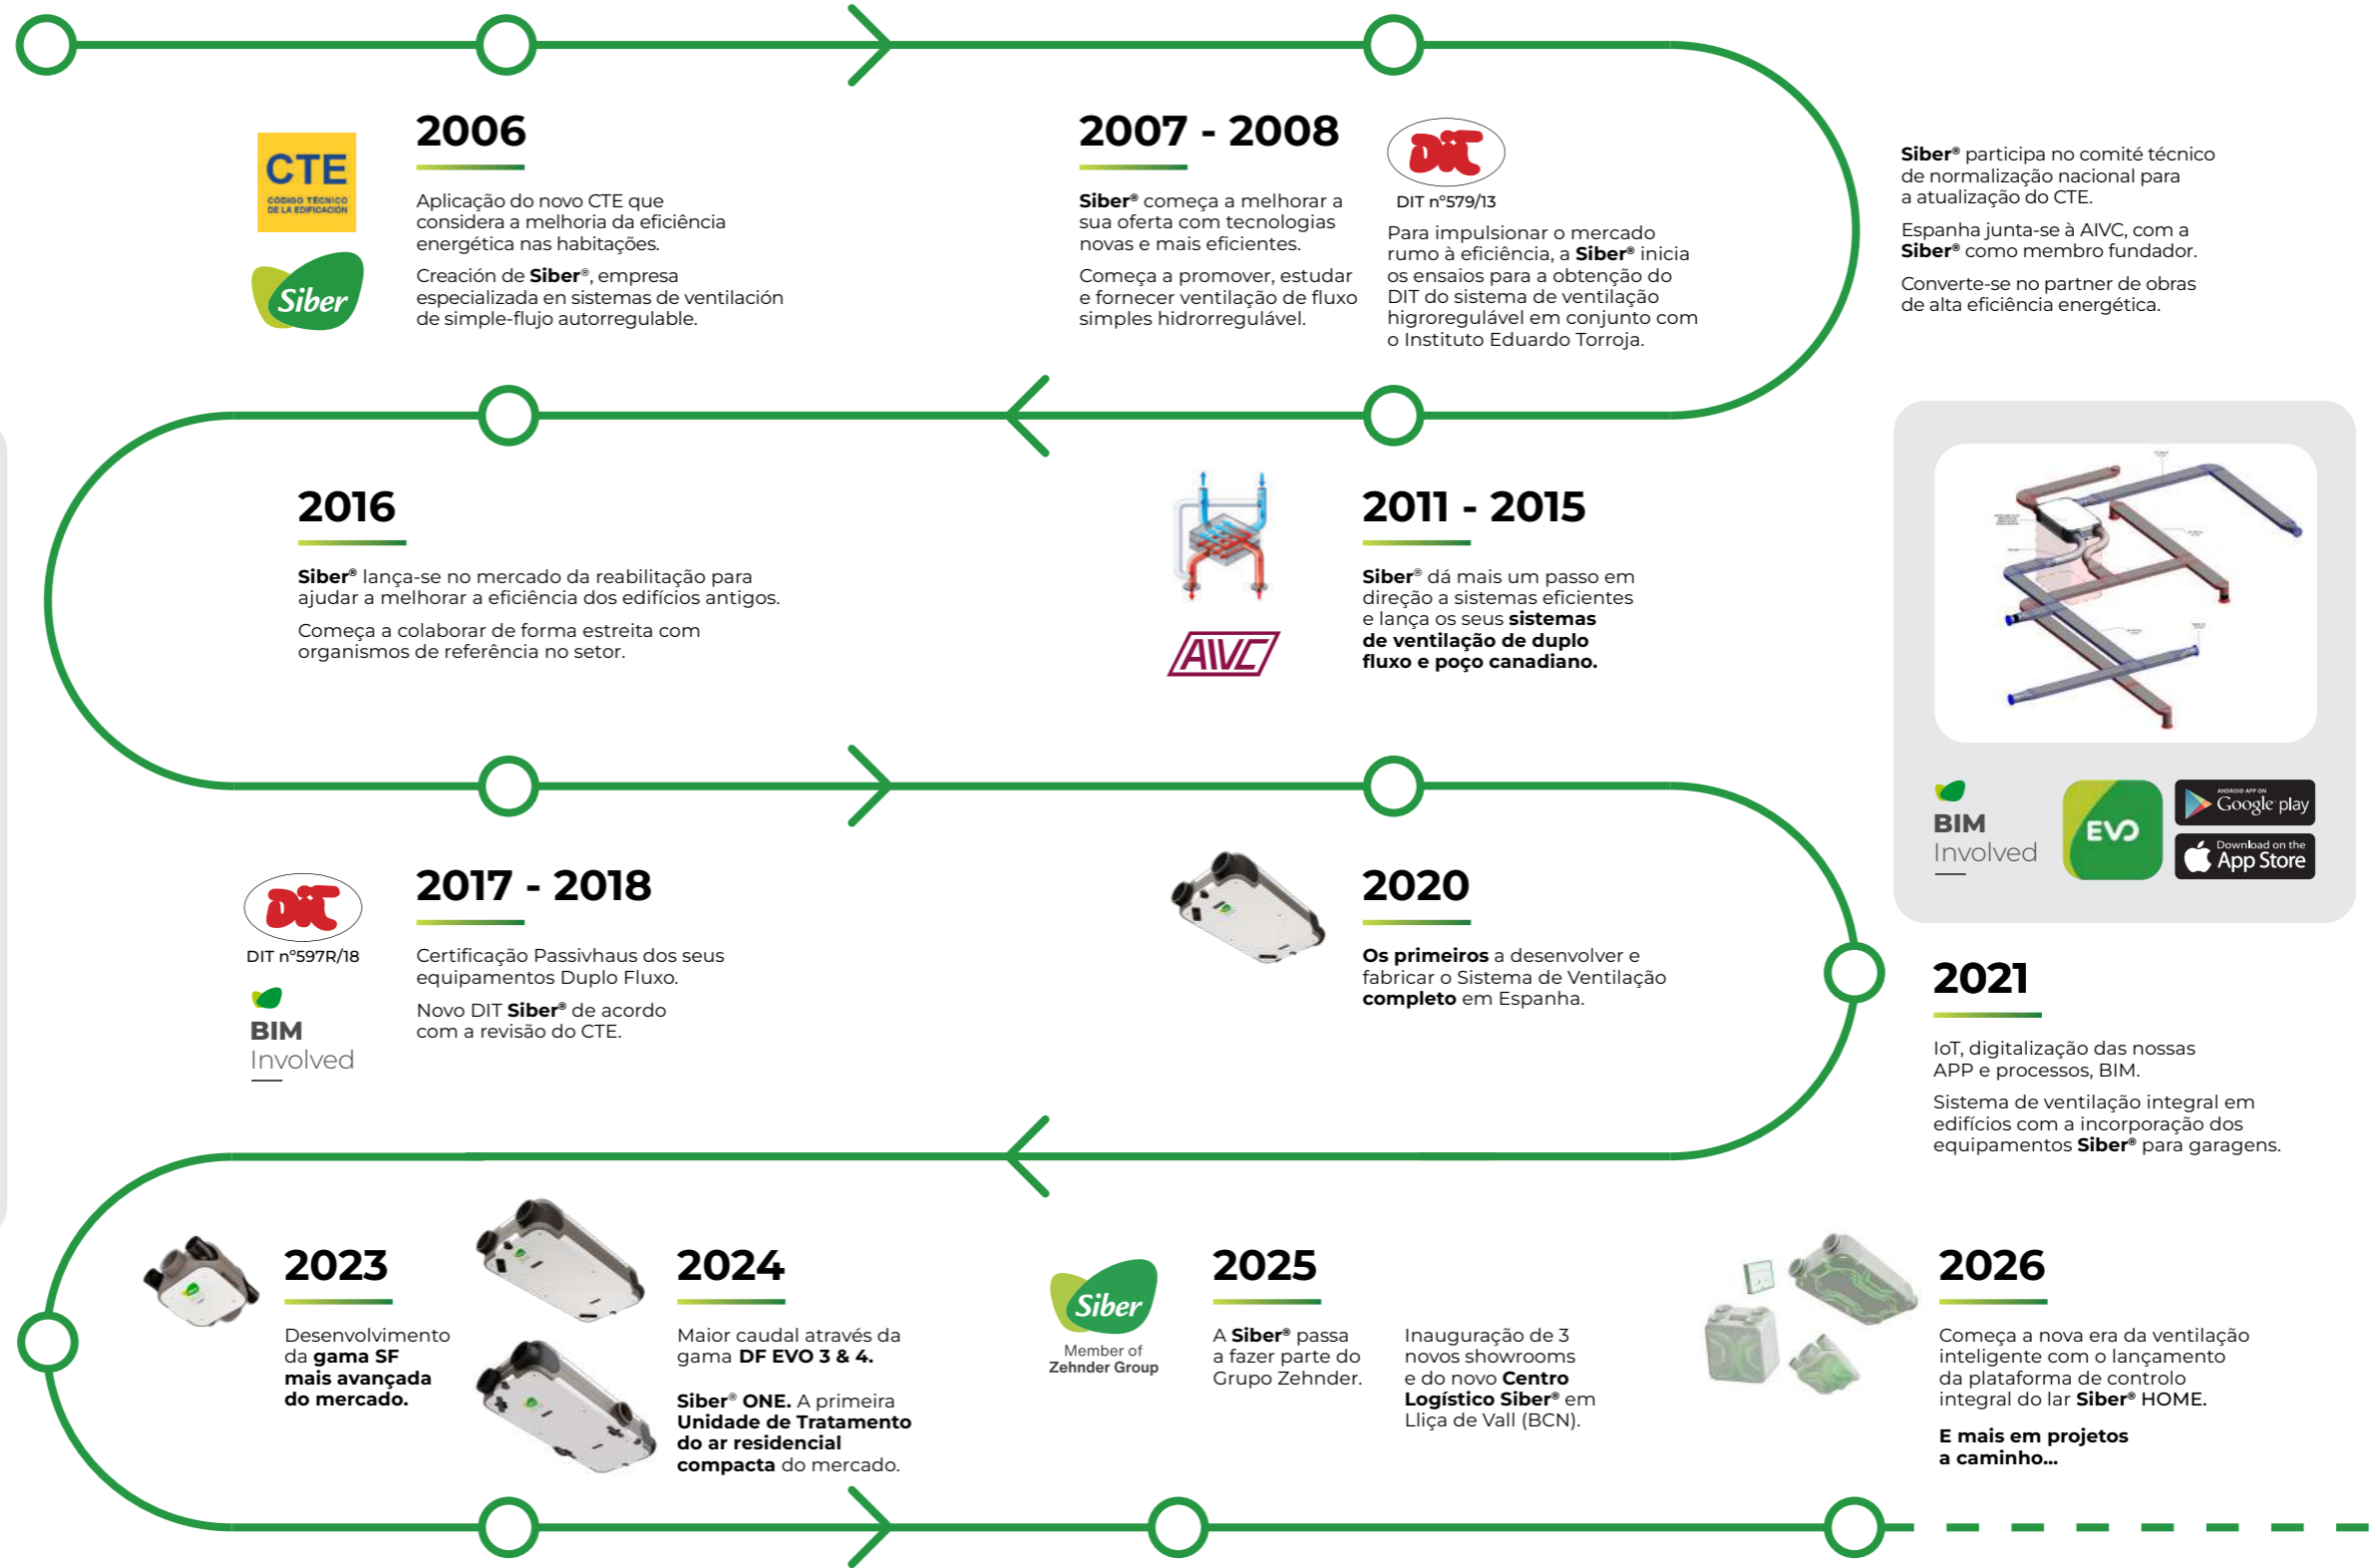 CTE
CÓDIGO TÉCNICO
DE LA EDIFICACIÓN
Siber
2006
Aplicação do novo CTE que
considera a melhoria da eficiência
energética nas habitações.
Creación de Siber®, empresa
especializada en sistemas de ventilación
de simple-flujo autorregulable.
2007 - 2008
Siber® começa a melhorar a
sua oferta com tecnologias
novas e mais eficientes.
Começa a promover, estudar
e fornecer ventilação de fluxo
simples hidrorregulável.
DIT
DIT nº579/13
Para impulsionar o mercado
rumo à eficiência, a Siber® inicia
os ensaios para a obtenção do
DIT do sistema de ventilação
higroregulável em conjunto com
o Instituto Eduardo Torroja.
Siber® participa no comité técnico
de normalização nacional para
a atualização do CTE.
Espanha junta-se à AIVC, com a
Siber® como membro fundador.
Converte-se no partner de obras
de alta eficiência energética.
2016
Siber® lança-se no mercado da reabilitação para
ajudar a melhorar a eficiência dos edifícios antigos.
Começa a colaborar de forma estreita com
organismos de referência no setor.
AIVC
2011 - 2015
Siber® dá mais um passo em
direção a sistemas eficientes
e lança os seus sistemas
de ventilação de duplo
fluxo e poço canadiano.
BIM
Involved
EVO
ANDROID APP ON
Google play
Download on the
App Store
DIT
DIT nº597R/18
BIM
Involved
2017 - 2018
Certificação Passivhaus dos seus
equipamentos Duplo Fluxo.
Novo DIT Siber® de acordo
com a revisão do CTE.
2020
Os primeiros a desenvolver e
fabricar o Sistema de Ventilação
completo em Espanha.
2021
IoT, digitalização das nossas
APP e processos, BIM.
Sistema de ventilação integral em
edifícios com a incorporação dos
equipamentos Siber® para garagens.
2023
Desenvolvimento
da gama SF
mais avançada
do mercado.
2024
Maior caudal através da
gama DF EVO 3 & 4.
Siber® ONE. A primeira
Unidade de Tratamento
do ar residencial
compacta do mercado.
Siber
Member of
Zehnder Group
2025
A Siber® passa
a fazer parte do
Grupo Zehnder.
Inauguração de 3
novos showrooms
e do novo Centro
Logístico Siber® em
Lliça de Vall (BCN).
2026
Começa a nova era da ventilação
inteligente com o lançamento
da plataforma de controlo
integral do lar Siber® HOME.
E mais em projetos
a caminho...